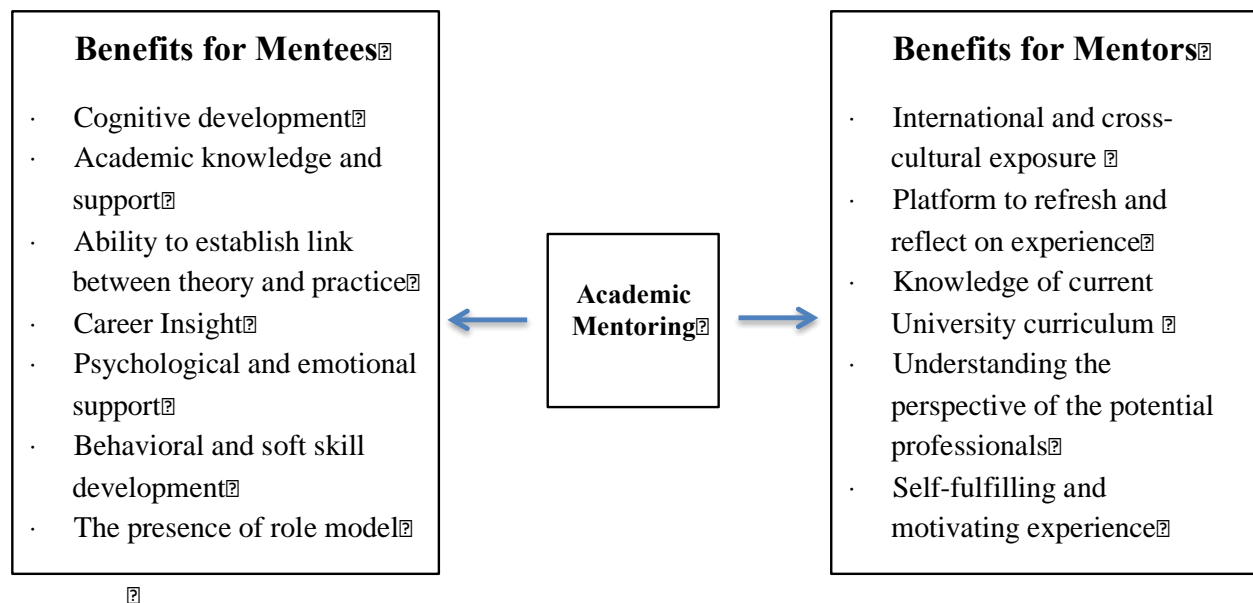 Benefits for Mentees
· Cognitive development
· Academic knowledge and
support
· Ability to establish link
between theory and practice
· Career Insight
· Psychological and emotional
support
· Behavioral and soft skill
development
· The presence of role model
Academic
Mentoring
Benefits for Mentors
· International and cross-
cultural exposure
· Platform to refresh and
reflect on experience
· Knowledge of current
University curriculum
· Understanding the
perspective of the potential
professionals
· Self-fulfilling and
motivating experience